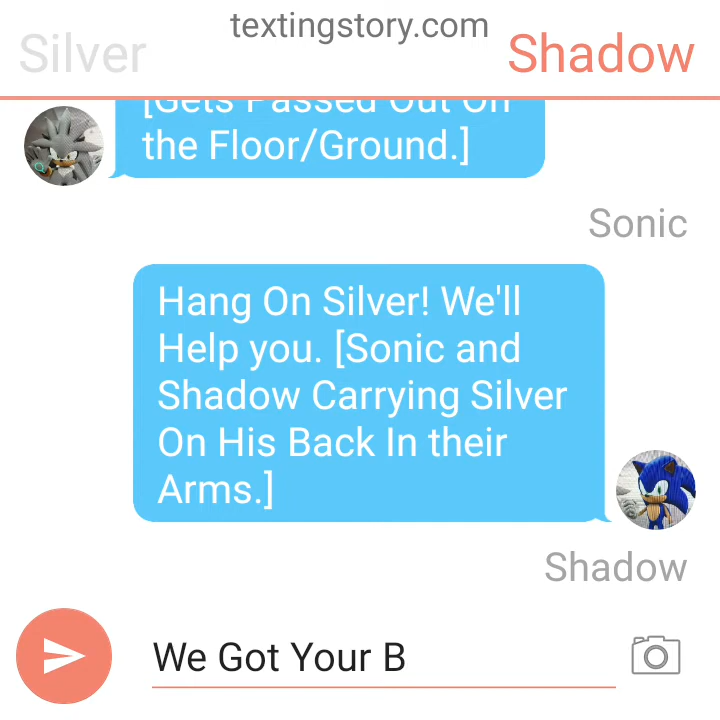 textingstory.com
Silver
Shadow
[Gets Passed Out On
the Floor/Ground.]
Sonic
Hang On Silver! We'll
Help you. [Sonic and
Shadow Carrying Silver
On His Back In their
Arms.]
Shadow
We Got Your B